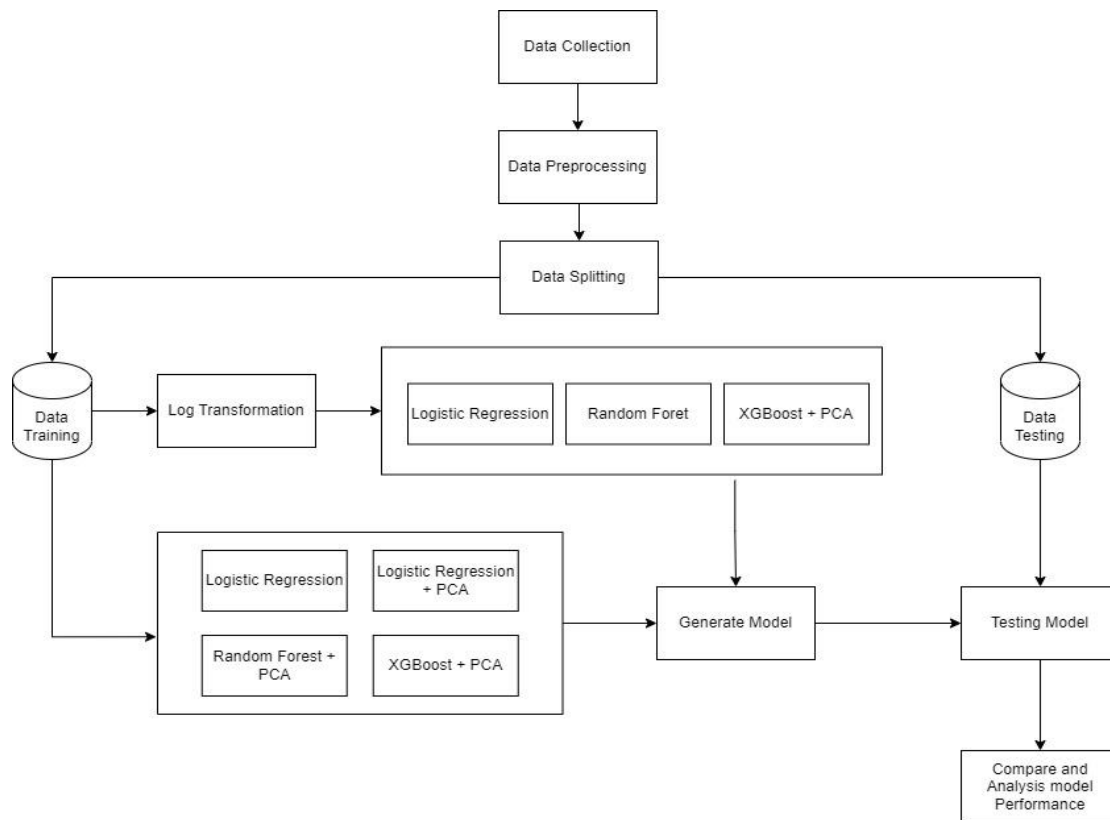 Data Collection
Data Preprocessing
Data Splitting
Data
Training
Log Transformation
Logistic Regression
Random Foret
XGBoost + PCA
Data
Testing
Logistic Regression
Logistic Regression
+ PCA
Random Forest +
PCA
XGBoost + PCA
Generate Model
Testing Model
Compare and
Analysis model
Performance